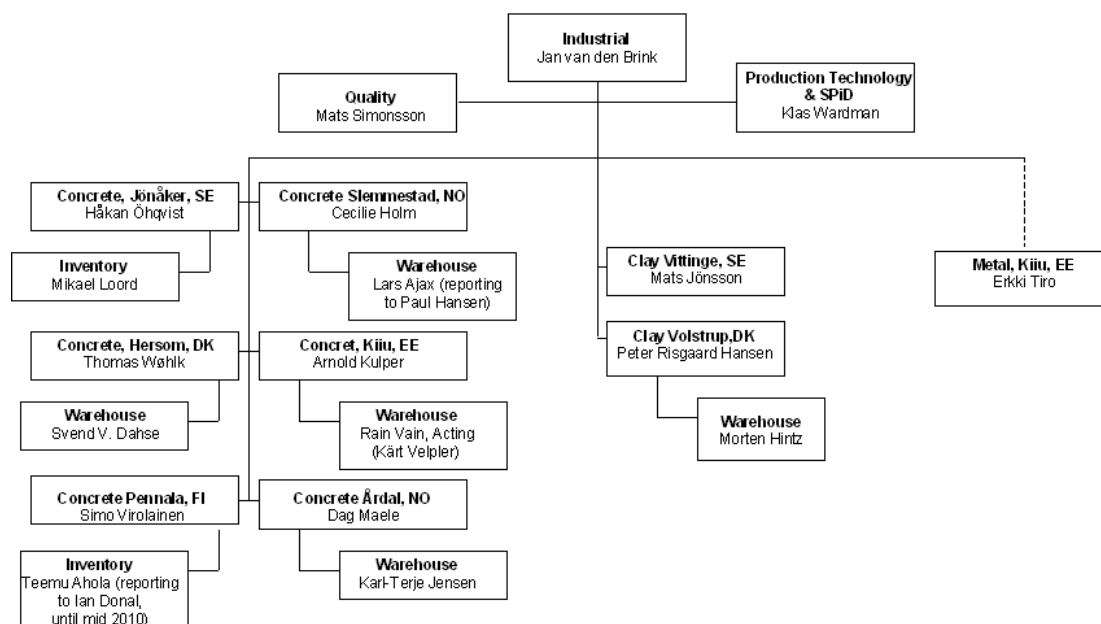 Industrial
Jan van den Brink
Quality
Mats Simonsson
Production Technology
& SPiD
Klas Wardman
Concrete, Jönåker, SE
Håkan Öhqvist
Concrete Slemmestad, NO
Cecilie Holm
Inventory
Mikael Loord
Warehouse
Lars Ajax (reporting
to Paul Hansen)
Clay Vittinge, SE
Mats Jönsson
Metal, Kiiu, EE
Erkki Tiro
Concrete, Hersom, DK
Thomas Wøhlk
Concret, Kiiu, EE
Arnold Kulper
Clay Volstrup,DK
Peter Risgaard Hansen
Warehouse
Svend V. Dahse
Warehouse
Rain Vain, Acting
(Kärt Velpler)
Warehouse
Morten Hintz
Concrete Pennala, FI
Simo Virolainen
Concrete Årdal, NO
Dag Maele
Inventory
Teemu Ahola (reporting
to Ian Donal,
until mid 2010)
Warehouse
Karl-Terje Jensen